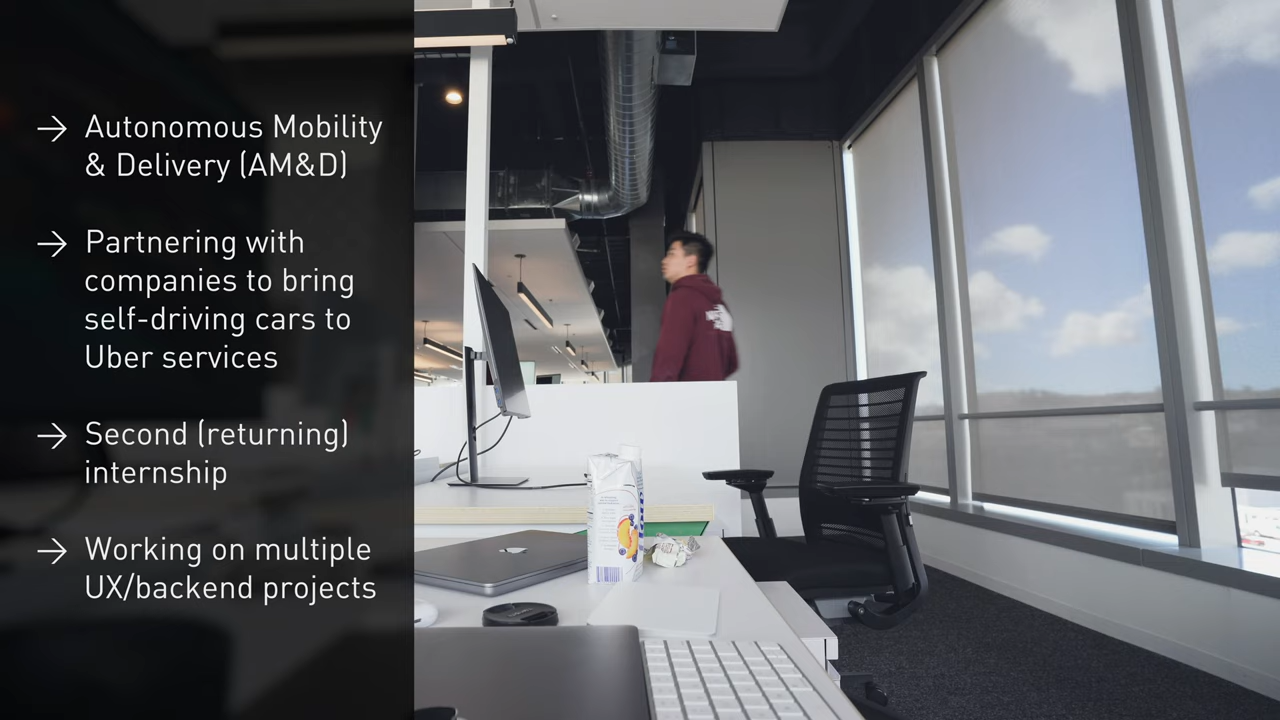 → Autonomous Mobility
& Delivery (AM&D)
→ Partnering with
companies to bring
self-driving cars to
Uber services
→ Second (returning)
internship
→ Working on multiple
UX/backend projects